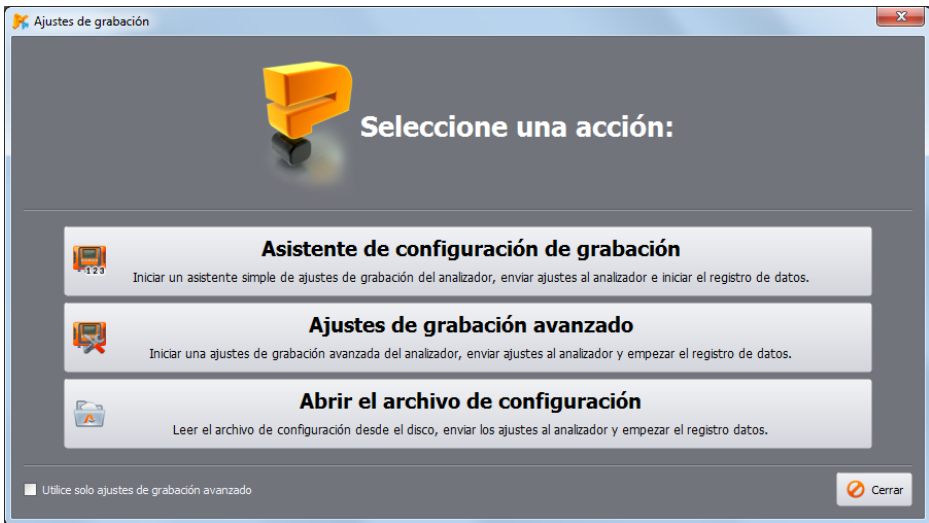 Ajustes de grabación
Seleccione una acción:
Asistente de configuración de grabación
Iniciar un asistente simple de ajustes de grabación del analizador, enviar ajustes al analizador e iniciar el registro de datos.
Ajustes de grabación avanzado
Iniciar una ajustes de grabación avanzada del analizador, enviar ajustes al analizador y empezar el registro de datos.
Abrir el archivo de configuración
Leer el archivo de configuración desde el disco, enviar los ajustes al analizador y empezar el registro datos.
Utilice solo ajustes de grabación avanzado
Cerrar
123